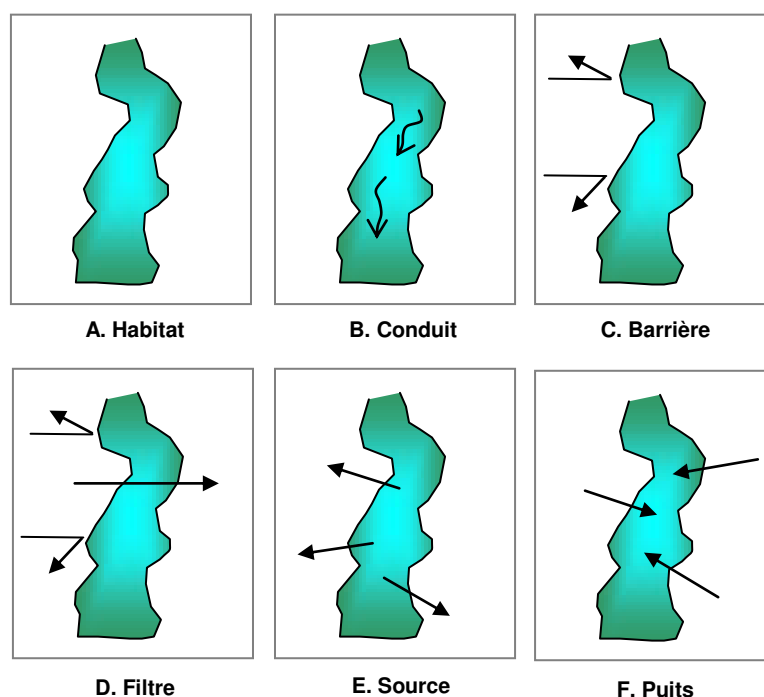 A. Habitat
B. Conduit
C. Barrière
D. Filtre
E. Source
F. Puits